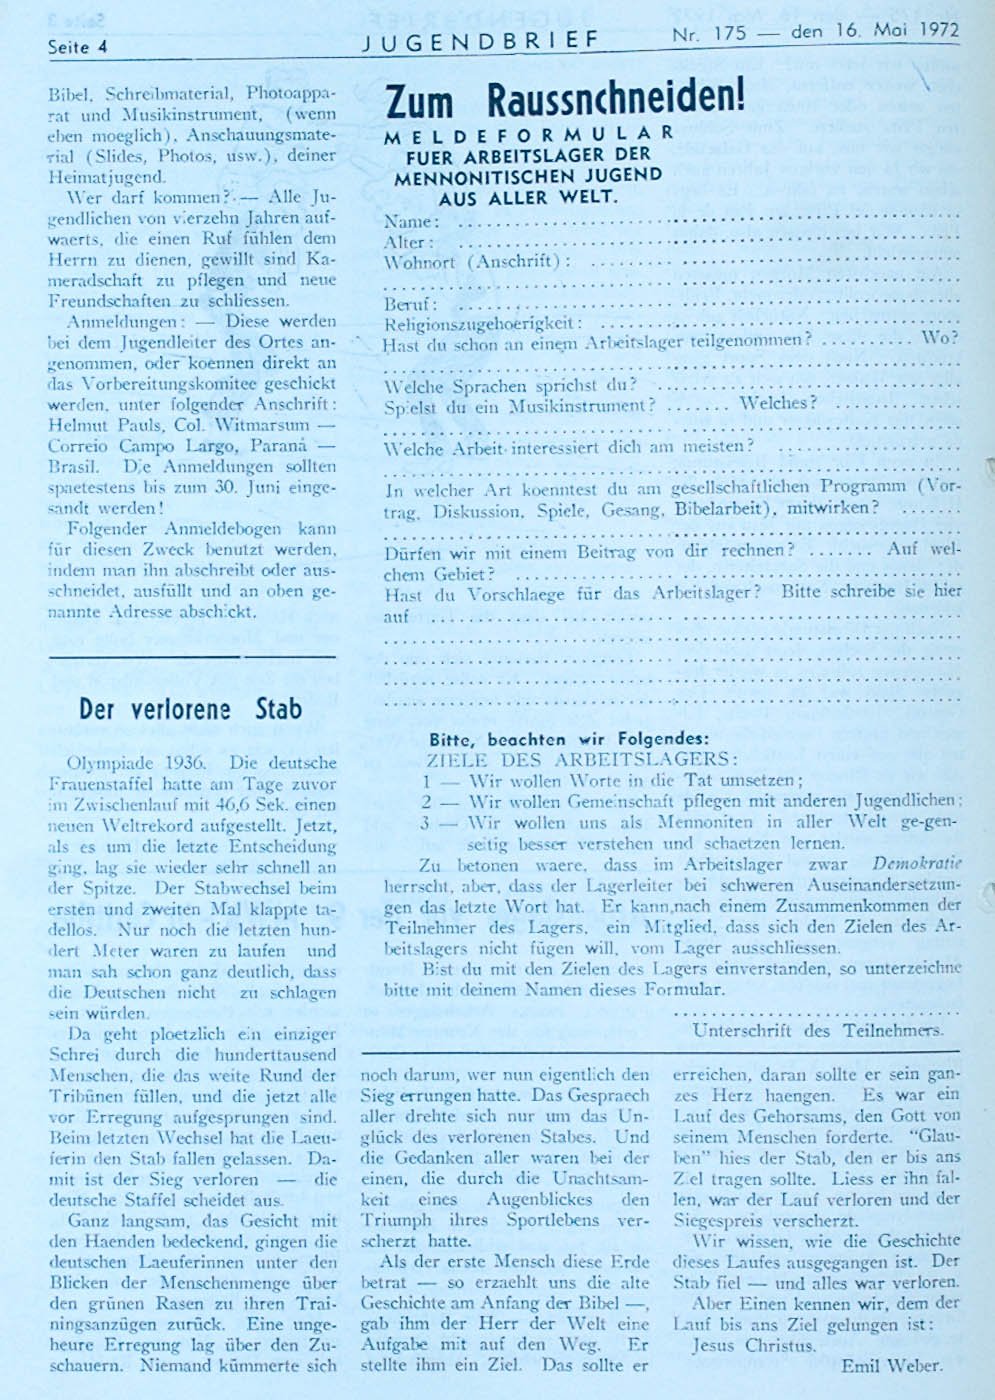 Seite 4
JUGENDBRIEF
Nr. 175 — den 16. Mai 1972
Bibel, Schreibmaterial, Photoappa-
rat und Musikinstrument, (wenn
eben moeglich), Anschauungsmate-
rial (Slides, Photos, usw.), deiner
Heimatjugend.
Wer darf kommen? — Alle Ju-
gendlichen von vierzehn Jahren auf-
waerts, die einen Ruf fühlen dem
Herrn zu dienen, gewillt sind Ka-
meradschaft zu pflegen und neue
Freundschaften zu schliessen.
Anmeldungen: — Diese werden
bei dem Jugendleiter des Ortes an-
genommen, oder koennen direkt an
das Vorbereitungskomitee geschickt
werden, unter folgender Anschrift:
Helmut Pauls, Col. Witmarsum —
Correio Campo Largo, Paraná —
Brasil. Die Anmeldungen sollten
spaetestens bis zum 30. Juni einge-
sandt werden!
Folgender Anmeldebogen kann
für diesen Zweck benutzt werden,
indem man ihn abschreibt oder aus-
schneidet, ausfüllt und an oben ge-
nannte Adresse abschickt.
Der verlorene Stab
Olympiade 1936. Die deutsche
Frauenstaffel hatte am Tage zuvor
im Zwischenlauf mit 46,6 Sek. einen
neuen Weltrekord aufgestellt. Jetzt,
als es um die letzte Entscheidung
ging, lag sie wieder sehr schnell an
der Spitze. Der Stabwechsel beim
ersten und zweiten Mal klappte ta-
dellos. Nur noch die letzten hun-
dert Meter waren zu laufen und
man sah schon ganz deutlich, dass
die Deutschen nicht zu schlagen
sein würden.
Da geht ploetzlich ein einziger
Schrei durch die hunderttausend
Menschen, die das weite Rund der
Tribünen füllen, und die jetzt alle
vor Erregung aufgesprungen sind.
Beim letzten Wechsel hat die Laeu-
ferin den Stab fallen gelassen. Da-
mit ist der Sieg verloren — die
deutsche Staffel scheidet aus.
Ganz langsam, das Gesicht mit
den Haenden bedeckend, gingen die
deutschen Laeuferinnen unter den
Blicken der Menschenmenge über
den grünen Rasen zu ihren Trai-
ningsanzügen zurück. Eine unge-
heure Erregung lag über den Zu-
schauern. Niemand kümmerte sich
Zum Raussnchneiden!
MELDEFORMULAR
FUER ARBEITSLAGER DER
MENNONITISCHEN JUGEND
AUS ALLER WELT.
Name: ....................
Alter: ....................
Wohnort (Anschrift): ....................
....................
Beruf: ....................
Religionszugehoerigkeit: ....................
Hast du schon an einem Arbeitslager teilgenommen? .......... Wo?
....................
Welche Sprachen sprichst du? ....................
Spielst du ein Musikinstrument? ....... Welches? .............
....................
Welche Arbeit interessiert dich am meisten? ....................
....................
In welcher Art koenntest du am gesellschaftlichen Programm (Vor-
trag, Diskussion, Spiele, Gesang, Bibelarbeit), mitwirken? .......
....................
Dürfen wir mit einem Beitrag von dir rechnen? ....... Auf wel-
chem Gebiet? ....................
Hast du Vorschlaege für das Arbeitslager? Bitte schreibe sie hier
auf ....................
....................
....................
....................
....................
Bitte, beachten wir Folgendes:
ZIELE DES ARBEITSLAGERS:
1 — Wir wollen Worte in die Tat umsetzen;
2 — Wir wollen Gemeinschaft pflegen mit anderen Jugendlichen;
3 — Wir wollen uns als Mennoniten in aller Welt ge-gen-
seitig besser verstehen und schaetzen lernen.
Zu betonen waere, dass im Arbeitslager zwar Demokratie
herrscht, aber, dass der Lagerleiter bei schweren Auseinandersetzun-
gen das letzte Wort hat. Er kann,nach einem Zusammenkommen der
Teilnehmer des Lagers, ein Mitglied, dass sich den Zielen des Ar-
beitslagers nicht fügen will, vom Lager ausschliessen.
Bist du mit den Zielen des Lagers einverstanden, so unterzeichne
bitte mit deinem Namen dieses Formular.
....................
Unterschrift des Teilnehmers.
noch darum, wer nun eigentlich den
Sieg errungen hatte. Das Gespraech
aller drehte sich nur um das Un-
glück des verlorenen Stabes. Und
die Gedanken aller waren bei der
einen, die durch die Unachtsam-
keit eines Augenblickes den
Triumph ihres Sportlebens ver-
scherzt hatte.
Als der erste Mensch diese Erde
betrat — so erzaehlt uns die alte
Geschichte am Anfang der Bibel —,
gab ihm der Herr der Welt eine
Aufgabe mit auf den Weg. Er
stellte ihm ein Ziel. Das sollte er
erreichen, daran sollte er sein gan-
zes Herz haengen. Es war ein
Lauf des Gehorsams, den Gott von
seinem Menschen forderte. "Glau-
ben" hies der Stab, den er bis ans
Ziel tragen sollte. Liess er ihn fal-
len, war der Lauf verloren und der
Siegespreis verscherzt.
Wir wissen, wie die Geschichte
dieses Laufes ausgegangen ist. Der
Stab fiel — und alles war verloren.
Aber Einen kennen wir, dem der
Lauf bis ans Ziel gelungen ist:
Jesus Christus.
Emil Weber.